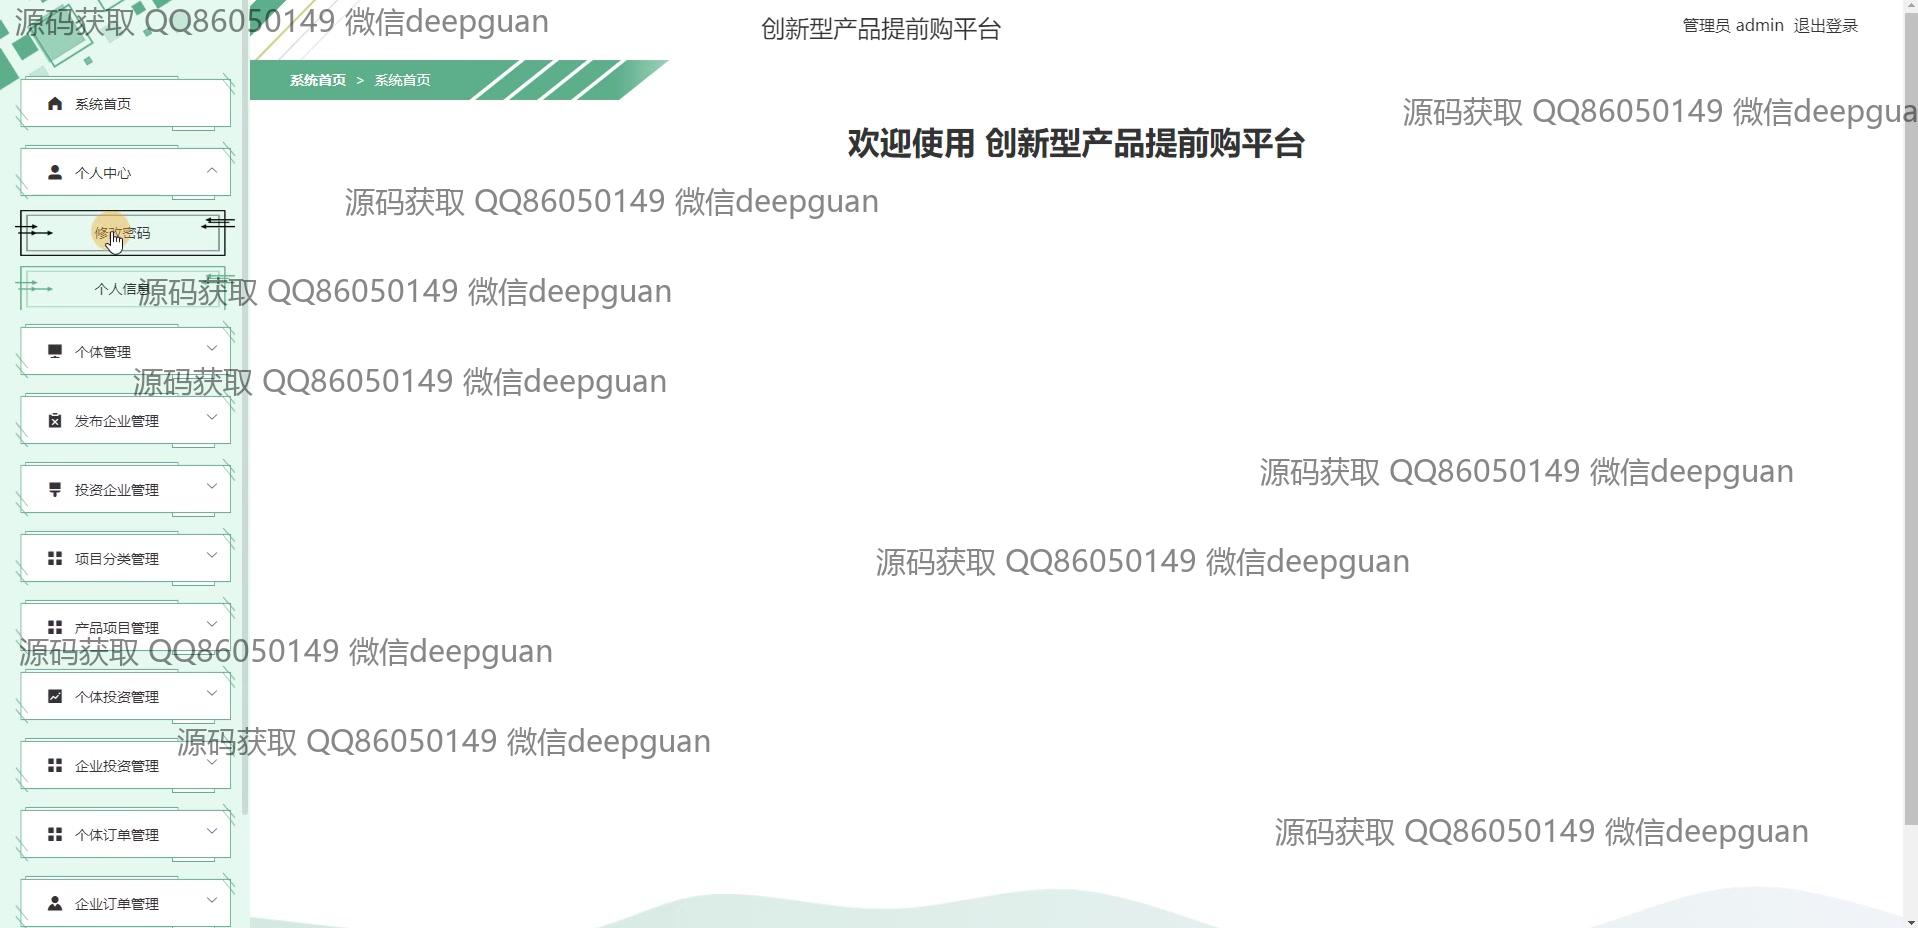 源码获取 QQ86050149 微信deepguan
创新型产品提前购平台
管理员 admin 退出登录
系统首页 > 系统首页
系统首页
源码获取 QQ86050149 微信deepgua
欢迎使用 创新型产品提前购平台
个人中心
源码获取 QQ86050149 微信deepguan
修改密码
个人信息
源码获取 QQ86050149 微信deepguan
个体管理
源码获取 QQ86050149 微信deepguan
发布企业管理
源码获取 QQ86050149 微信deepguan
投资企业管理
项目分类管理
源码获取 QQ86050149 微信deepguan
产品项目管理
源码获取 QQ86050149 微信deepguan
个体投资管理
源码获取 QQ86050149 微信deepguan
企业投资管理
个体订单管理
源码获取 QQ86050149 微信deepguan
企业订单管理